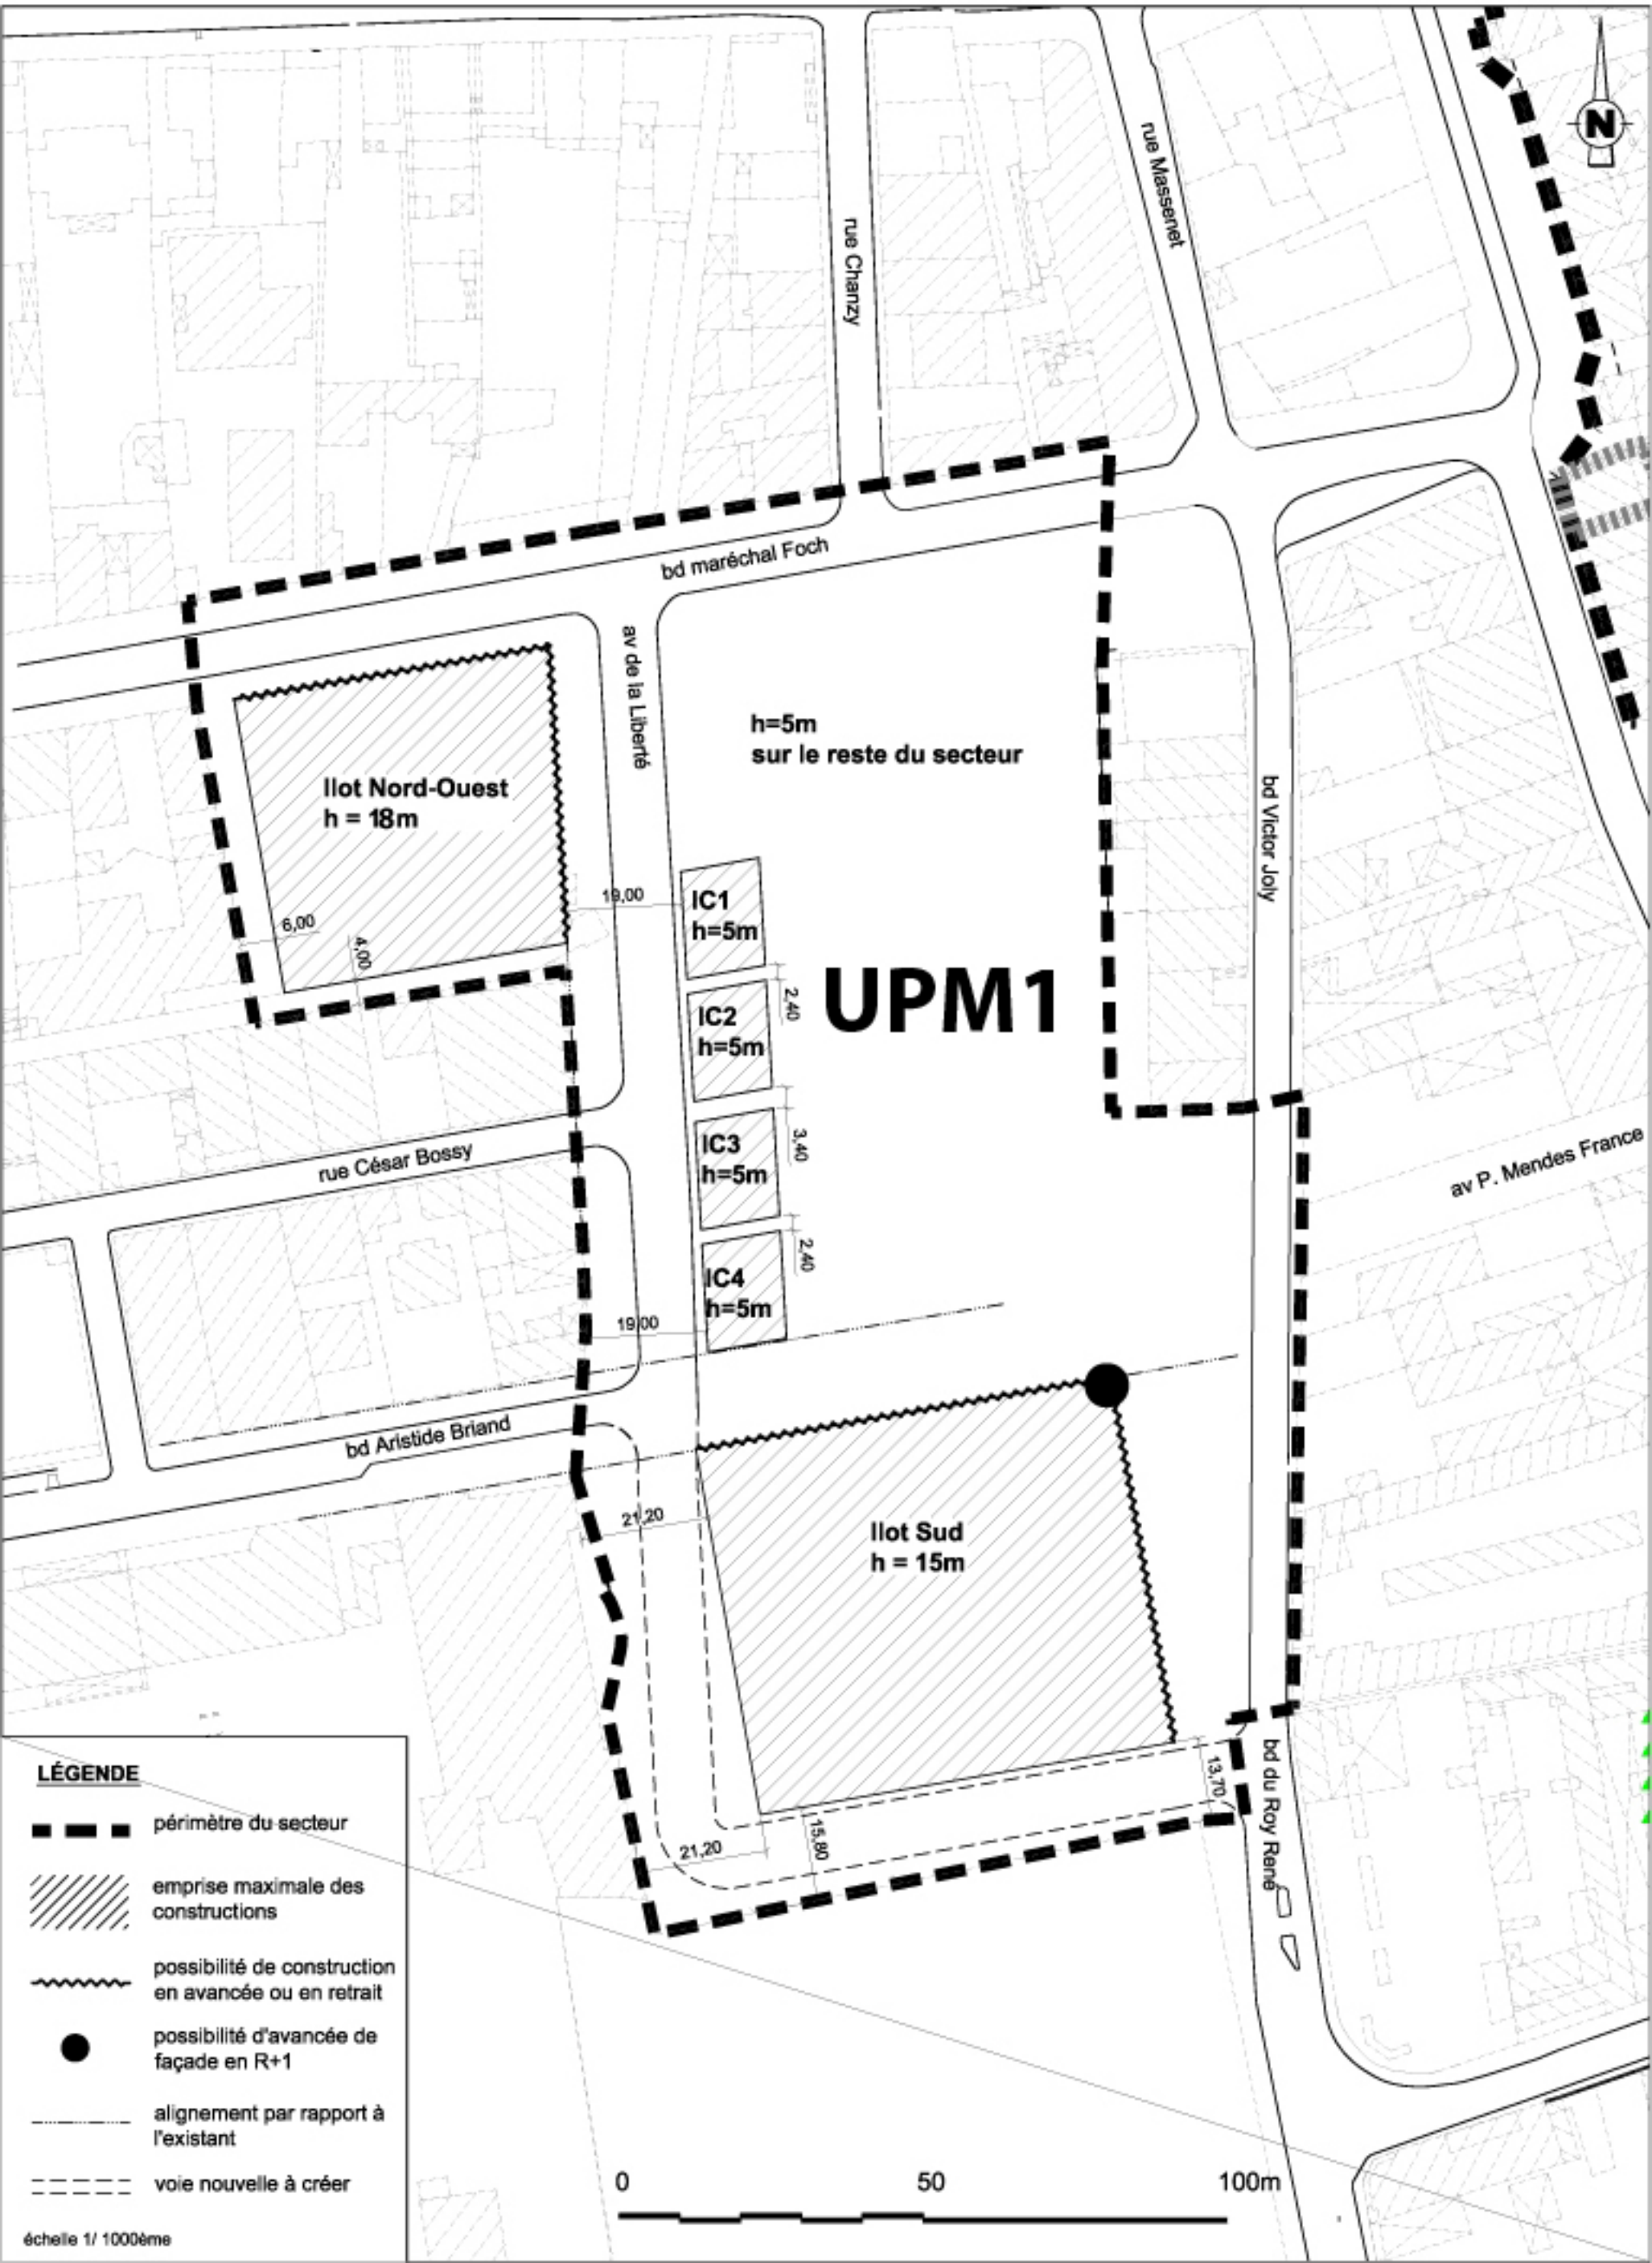 N
rue Massenet
rue Chanzy
bd maréchal Foch
av de la Liberté
h=5m
sur le reste du secteur
Ilot Nord-Ouest
h = 18m
bd Victor Joly
19,00
IC1
h=5m
6,00
4,00
UPM1
2,40
IC2
h=5m
IC3
h=5m
3,40
rue César Bossy
av P. Mendes France
2,40
IC4
h=5m
19,00
bd Aristide Briand
21,20
Ilot Sud
h = 15m
13,70
bd du Roy René
21,20
15,80
LÉGENDE
périmètre du secteur
emprise maximale des
constructions
possibilité de construction
en avancée ou en retrait
possibilité d'avancée de
façade en R+1
alignement par rapport à
l'existant
voie nouvelle à créer
échelle 1/ 1000ème
0 50 100m